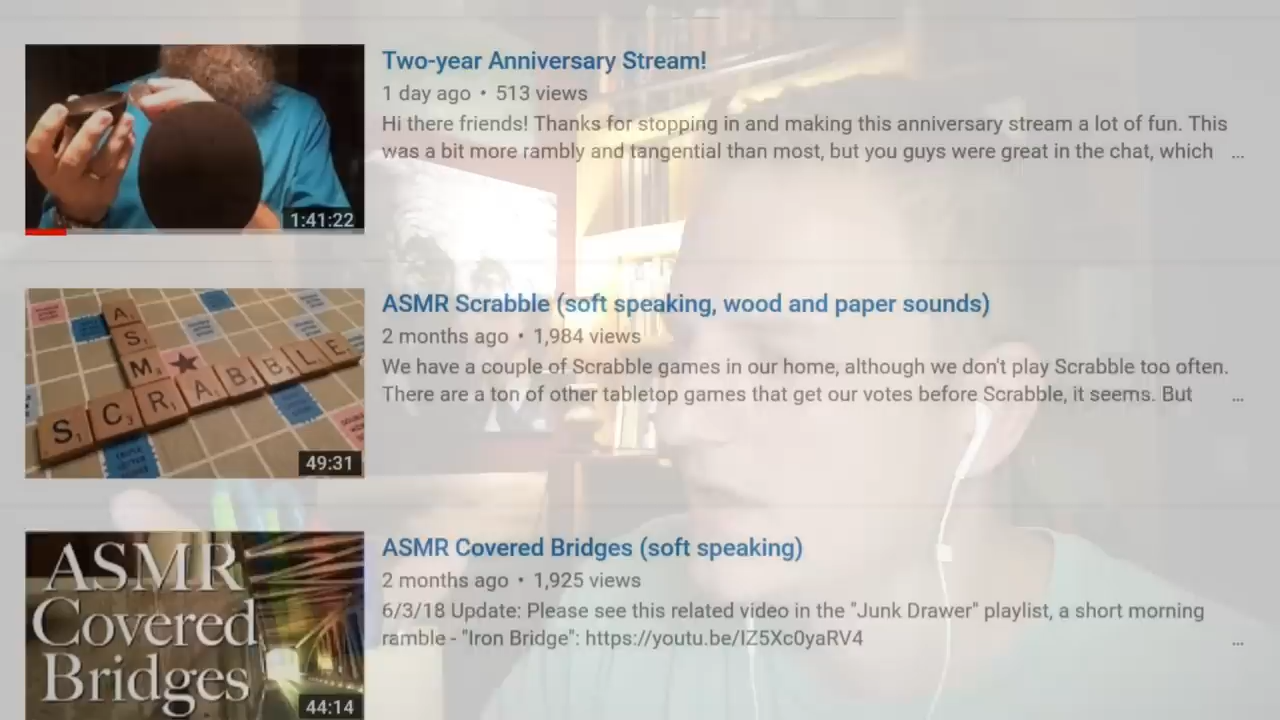 Two-year Anniversary Stream!
1 day ago • 513 views
Hi there friends! Thanks for stopping in and making this anniversary stream a lot of fun. This
was a bit more rambly and tangential than most, but you guys were great in the chat, which ...
1:41:22
ASMR Scrabble (soft speaking, wood and paper sounds)
2 months ago • 1,984 views
We have a couple of Scrabble games in our home, although we don't play Scrabble too often.
There are a ton of other tabletop games that get our votes before Scrabble, it seems. But ...
ASM
SCRABBLE
49:31
ASMR Covered Bridges (soft speaking)
2 months ago • 1,925 views
6/3/18 Update: Please see this related video in the "Junk Drawer" playlist, a short morning
ramble - "Iron Bridge": https://youtu.be/IZ5Xc0yaRV4 ...
ASMR
Covered
Bridges
44:14